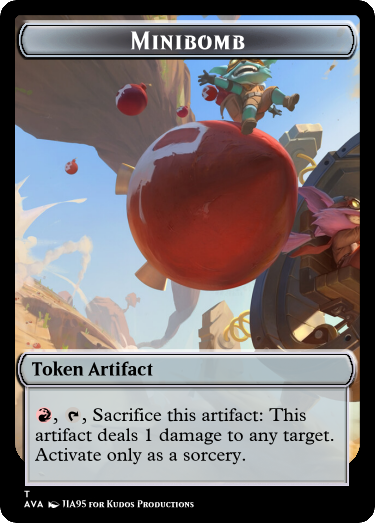 Minibomb
Token Artifact
, , Sacrifice this artifact: This
artifact deals 1 damage to any target.
Activate only as a sorcery.
T
AVA JIA95 for Kudos Productions